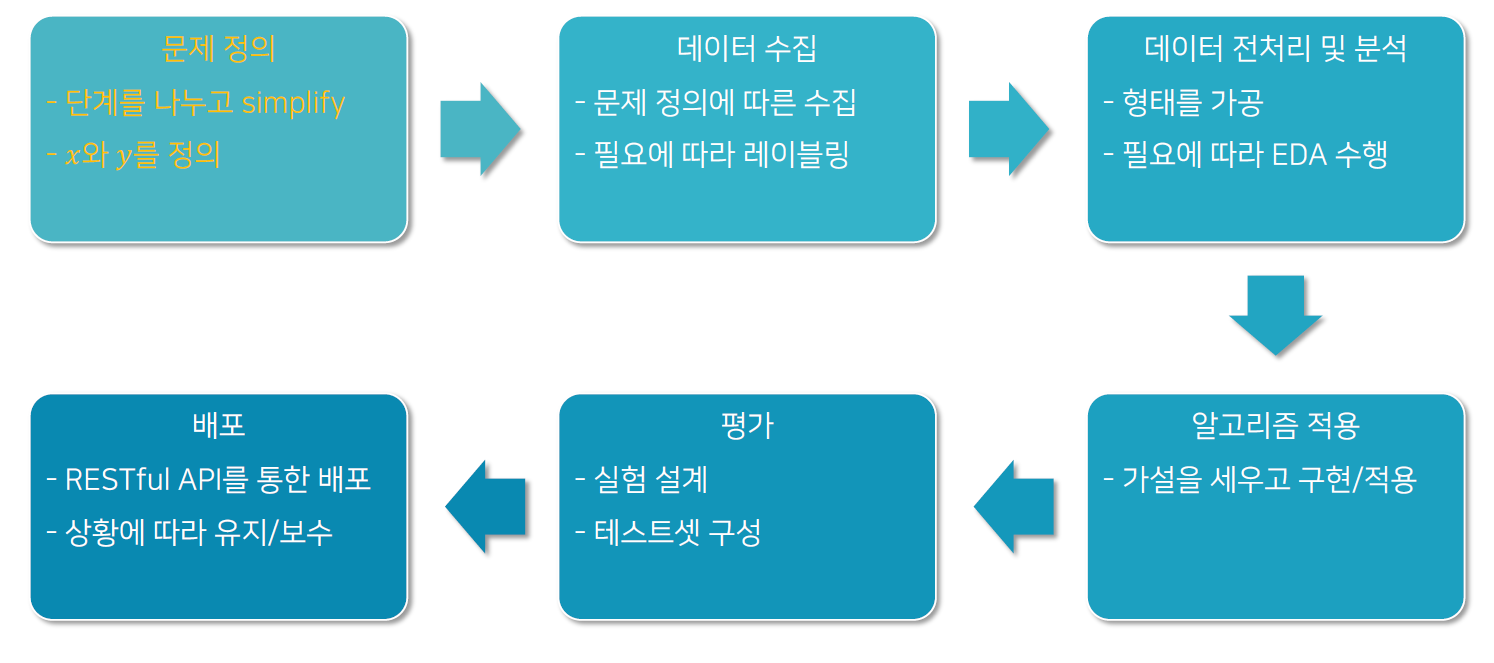 문제 정의
- 단계를 나누고 simplify
- x와 y를 정의
데이터 수집
- 문제 정의에 따른 수집
- 필요에 따라 레이블링
데이터 전처리 및 분석
- 형태를 가공
- 필요에 따라 EDA 수행
알고리즘 적용
- 가설을 세우고 구현/적용
평가
- 실험 설계
- 테스트셋 구성
배포
- RESTful API를 통한 배포
- 상황에 따라 유지/보수